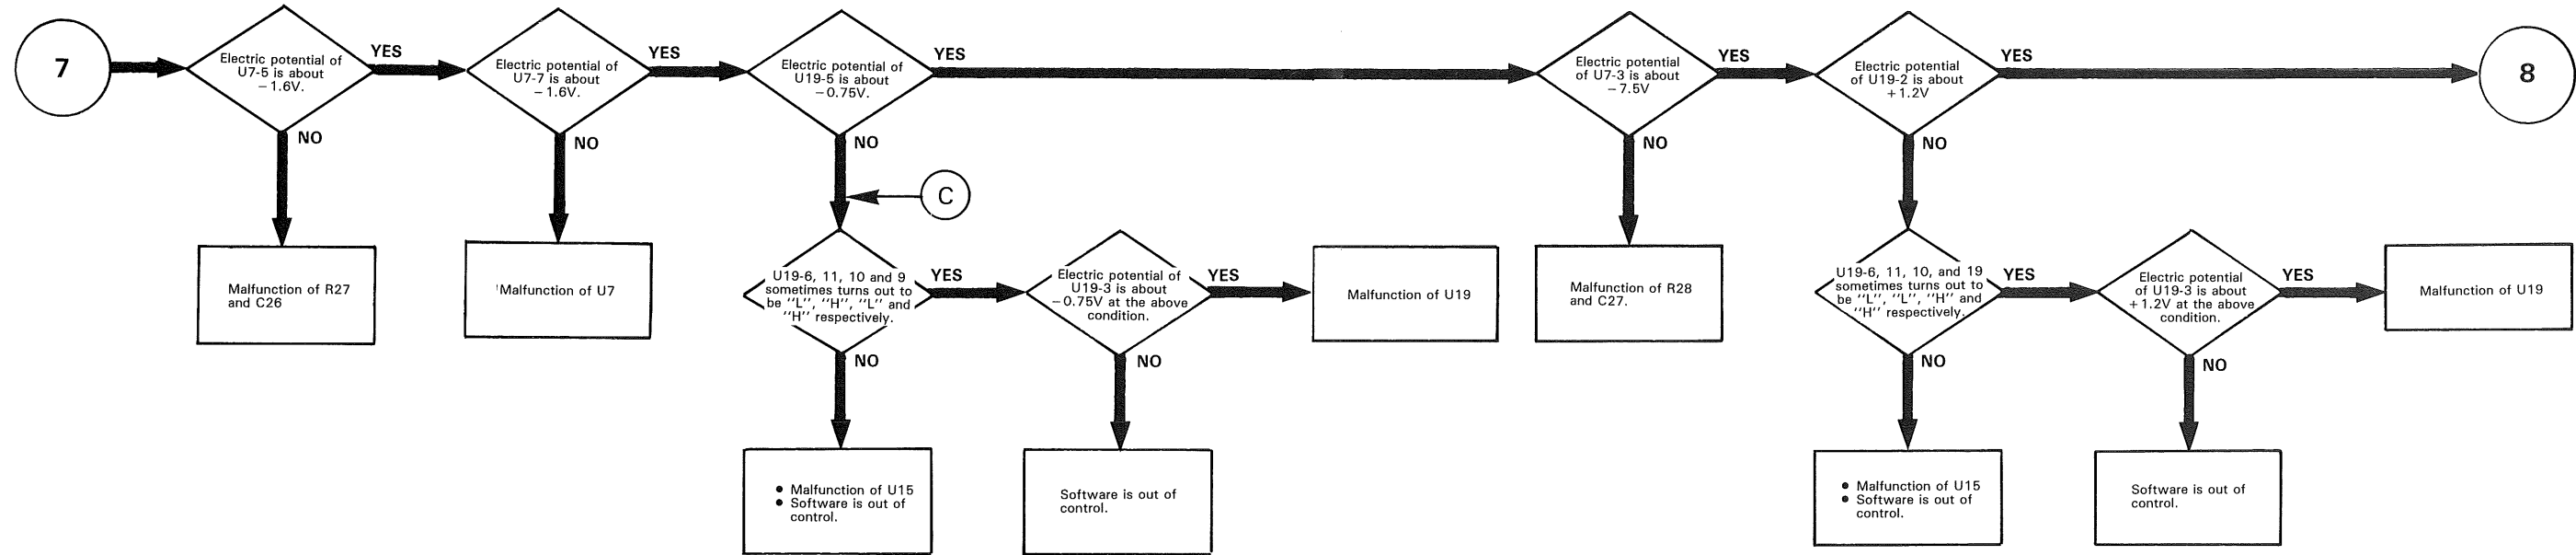 7
Electric potential of
U7-5 is about
−1.6V.
YES
NO
Malfunction of R27
and C26
Electric potential of
U7-7 is about
−1.6V.
YES
NO
Malfunction of U7
Electric potential of
U19-5 is about
−0.75V.
YES
NO
C
U19-6, 11, 10 and 9
sometimes turns out to
be "L", "H", "L" and
"H" respectively.
YES
NO
• Malfunction of U15
• Software is out of
control.
Electric potential of
U19-3 is about
−0.75V at the above
condition.
YES
NO
Software is out of
control.
Malfunction of U19
Electric potential
of U7-3 is about
−7.5V
YES
NO
Malfunction of R28
and C27.
Electric potential
of U19-2 is about
+1.2V
YES
NO
8
U19-6, 11, 10, and 19
sometimes turns out to
be "L", "L", "H" and
"H" respectively.
YES
NO
• Malfunction of U15
• Software is out of
control.
Electric potential
of U19-3 is about
+1.2V at the above
condition.
YES
NO
Software is out of
control.
Malfunction of U19